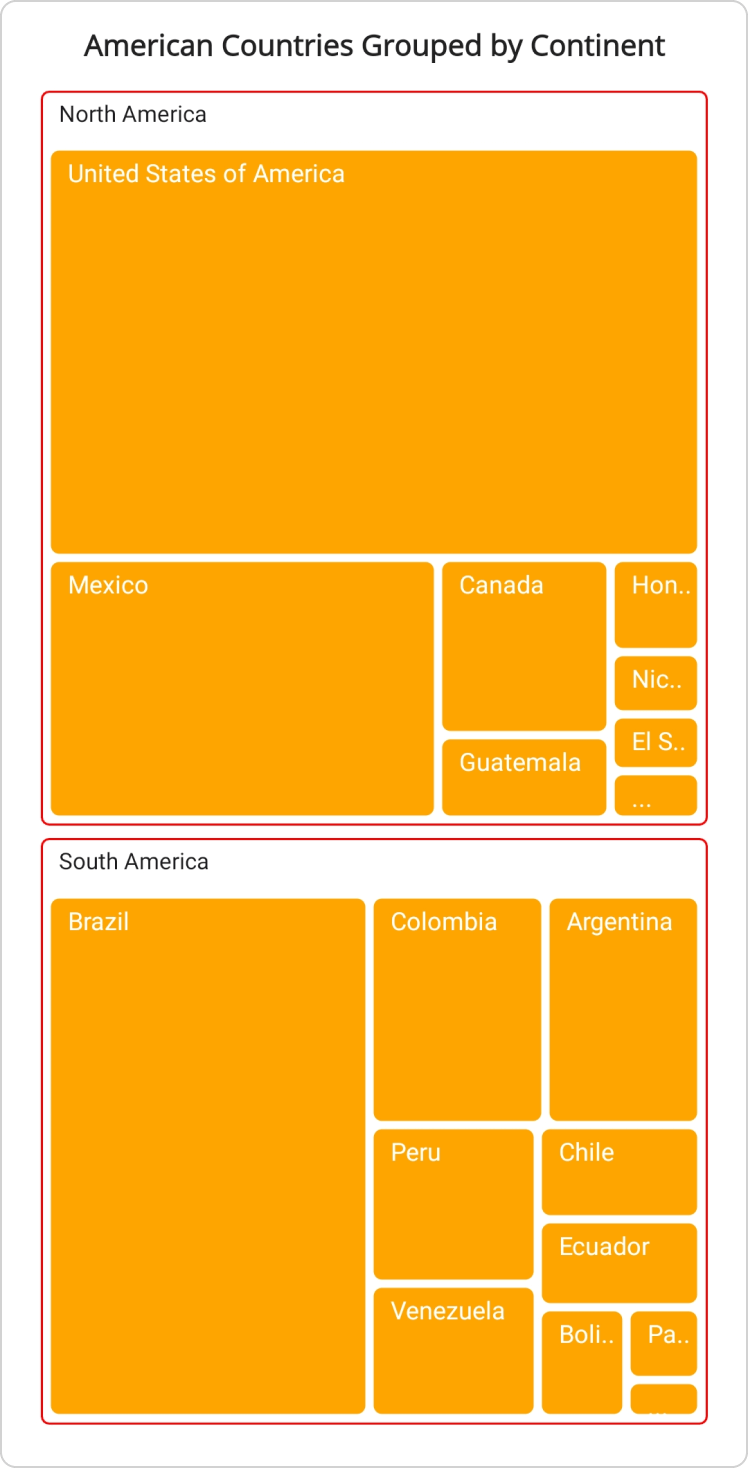 American Countries Grouped by Continent
North America
United States of America
Mexico
Canada
Hon..
Nic..
El S..
Guatemala
...
South America
Brazil
Colombia
Argentina
Peru
Chile
Ecuador
Venezuela
Boli..
Pa..
...